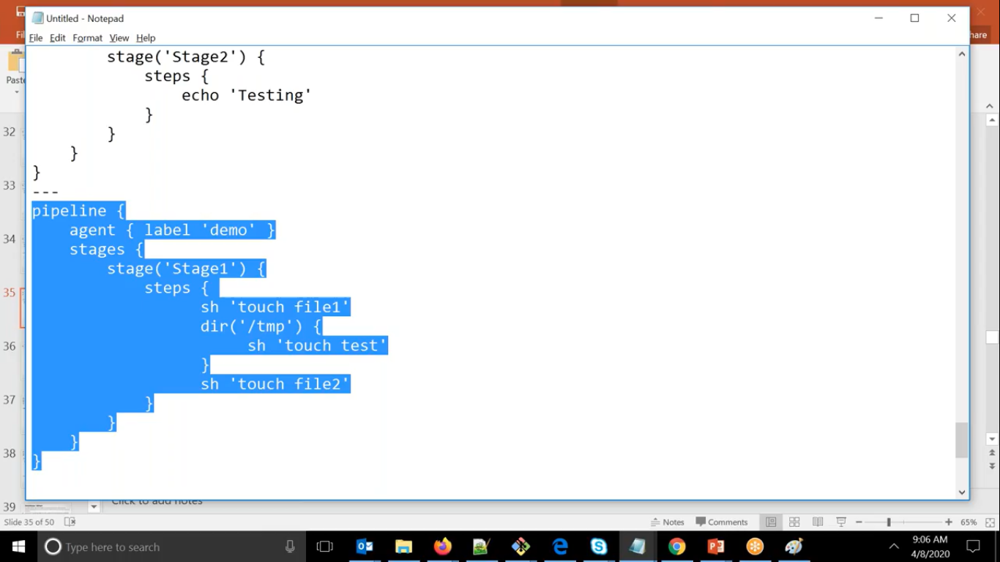 Untitled - Notepad
File Edit Format View Help
hare
Paste
        stage('Stage2') {
            steps {
                echo 'Testing'
            }
        }
    }
}
---
pipeline {
    agent { label 'demo' }
    stages {
        stage('Stage1') {
            steps {
                  sh 'touch file1'
                  dir('/tmp') {
                       sh 'touch test'
                  }
                  sh 'touch file2'
            }
        }
    }
}
32
33
34
35
36
37
38
39
Click to add notes
Slide 35 of 50
Notes Comments 65%
Type here to search
9:06 AM
4/8/2020